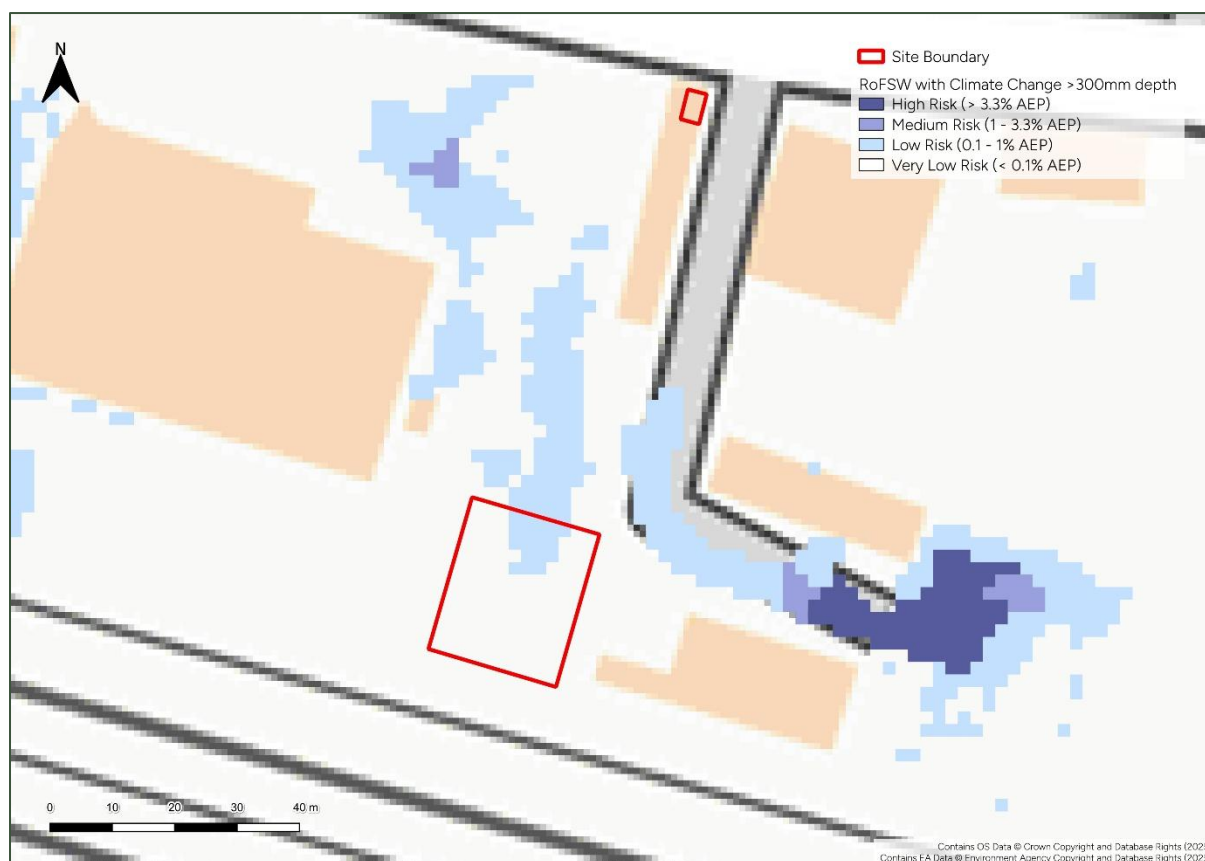 N
Site Boundary
RoFSW with Climate Change >300mm depth
High Risk (> 3.3% AEP)
Medium Risk (1 - 3.3% AEP)
Low Risk (0.1 - 1% AEP)
Very Low Risk (< 0.1% AEP)
0 10 20 30 40 m
Contains OS Data © Crown Copyright and Database Rights (202
Contains EA Data © Environment Agency Copyright and Database Rights (202